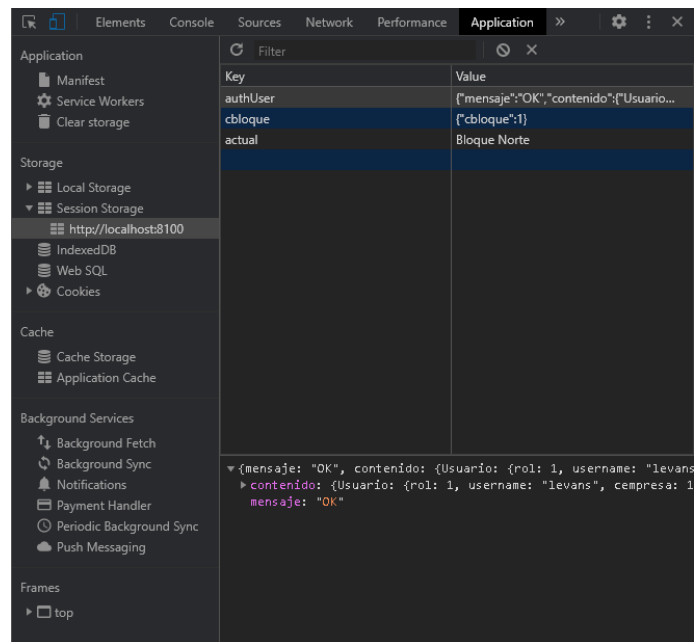 Elements Console Sources Network Performance Application »
Application
Manifest
Service Workers
Clear storage
Storage
Local Storage
Session Storage
http://localhost:8100
IndexedDB
Web SQL
Cookies
Cache
Cache Storage
Application Cache
Background Services
Background Fetch
Background Sync
Notifications
Payment Handler
Periodic Background Sync
Push Messaging
Frames
top
Filter
Key Value
authUser {"mensaje":"OK","contenido":{"Usuario...
cbloque {"cbloque":1}
actual Bloque Norte
{mensaje: "OK", contenido: {Usuario: {rol: 1, username: "levans
contenido: {Usuario: {rol: 1, username: "levans", cempresa: 1
mensaje: "OK"